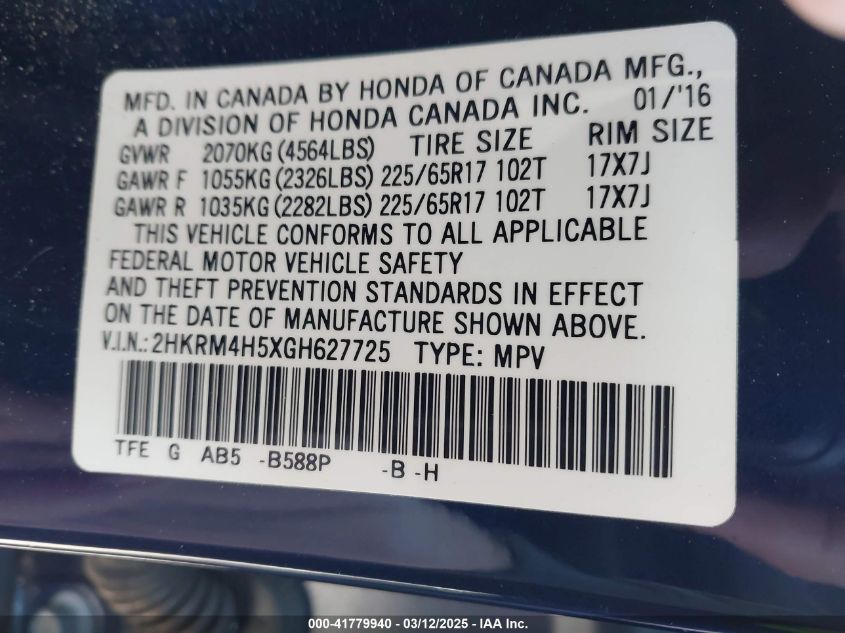 MFD. IN CANADA BY HONDA OF CANADA MFG.,
A DIVISION OF HONDA CANADA INC. 01/'16
GVWR 2070KG (4564LBS) TIRE SIZE RIM SIZE
GAWR F 1055KG (2326LBS) 225/65R17 102T 17X7J
GAWR R 1035KG (2282LBS) 225/65R17 102T 17X7J
THIS VEHICLE CONFORMS TO ALL APPLICABLE
FEDERAL MOTOR VEHICLE SAFETY
AND THEFT PREVENTION STANDARDS IN EFFECT
ON THE DATE OF MANUFACTURE SHOWN ABOVE.
V.I.N.: 2HKRM4H5XGH627725 TYPE: MPV
TFE G AB5 -B588P -B -H
000-41779940 - 03/12/2025 - IAA, Inc.